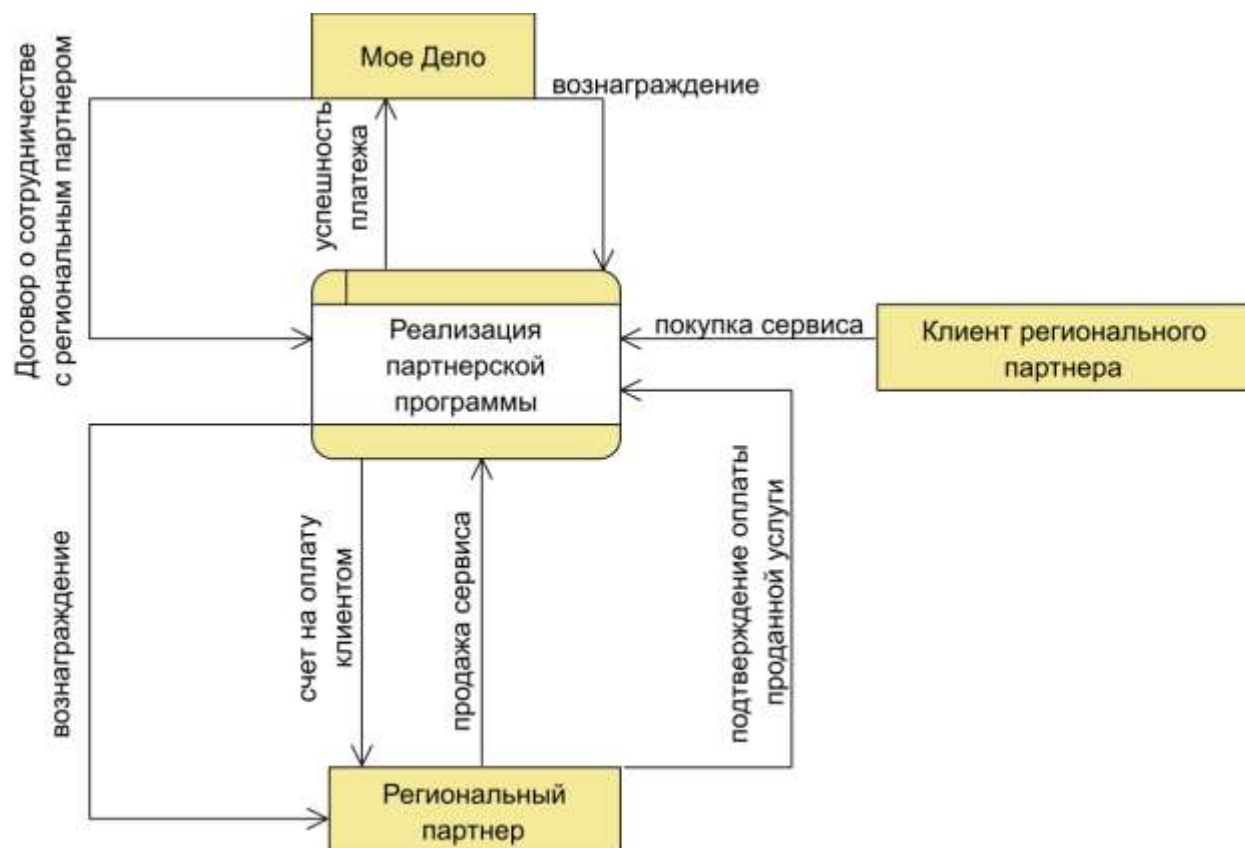 Мое Дело
вознаграждение
Договор о сотрудничестве
с региональным партнером
успешность
платежа
Реализация
партнерской
программы
покупка сервиса
Клиент регионального
партнера
вознаграждение
счет на оплату
клиентом
продажа сервиса
подтверждение оплаты
проданной услуги
Региональный
партнер